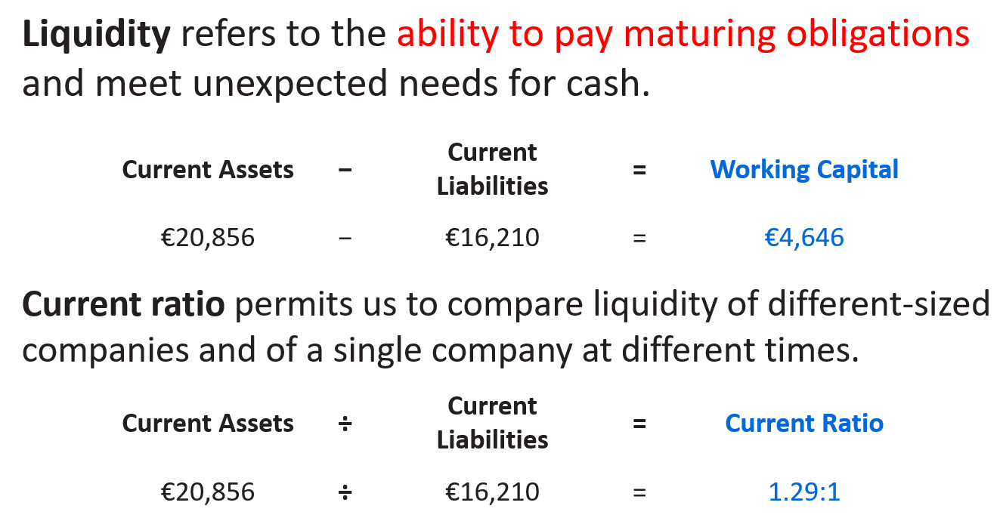 Liquidity refers to the ability to pay maturing obligations
and meet unexpected needs for cash.
Current Assets – Current Liabilities = Working Capital
€20,856 – €16,210 = €4,646
Current ratio permits us to compare liquidity of different-sized
companies and of a single company at different times.
Current Assets ÷ Current Liabilities = Current Ratio
€20,856 ÷ €16,210 = 1.29:1